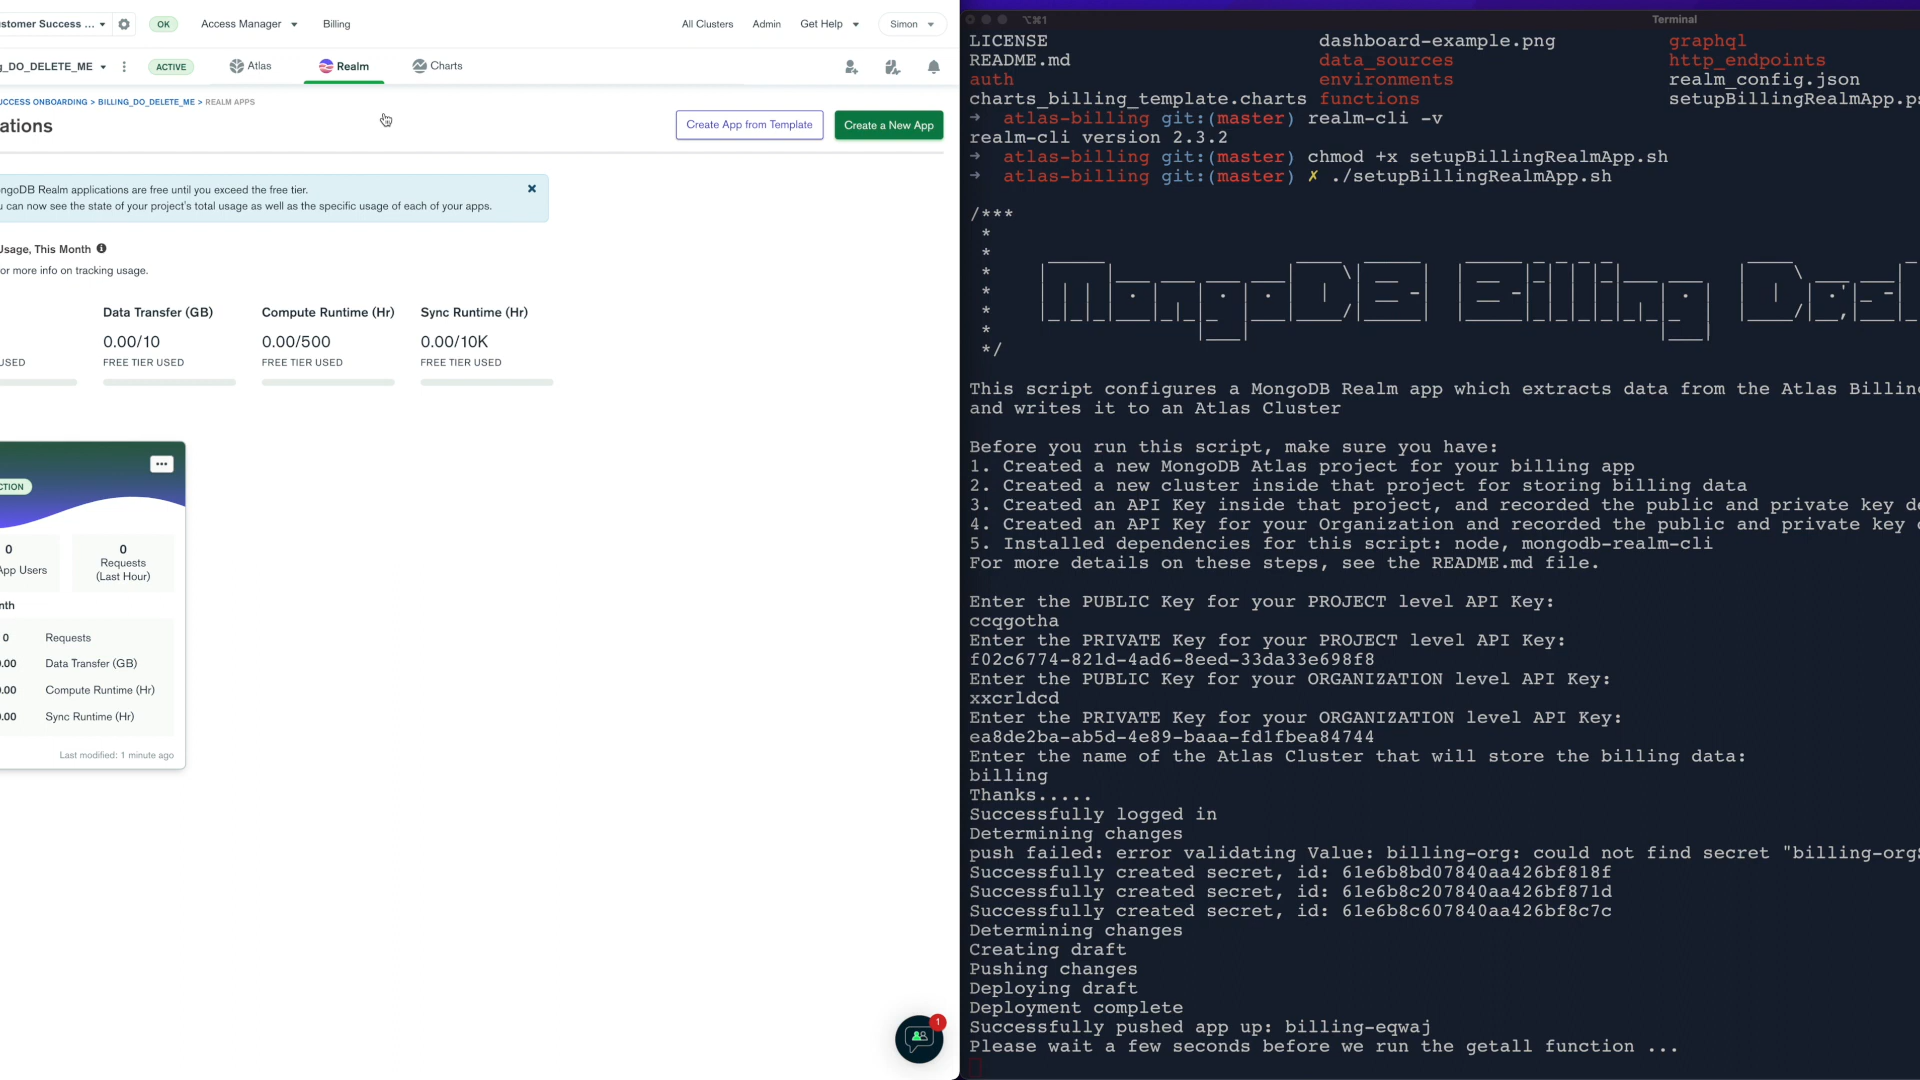 stomer Success ...
OK
Access Manager
Billing
All Clusters
Admin
Get Help
Simon
g_DO_DELETE_ME
ACTIVE
Atlas
Realm
Charts
UCCESS ONBOARDING > BILLING_DO_DELETE_ME > REALM APPS
ations
Create App from Template
Create a New App
ngoDB Realm applications are free until you exceed the free tier.
u can now see the state of your project's total usage as well as the specific usage of each of your apps.
Usage, This Month
or more info on tracking usage.
Data Transfer (GB)
Compute Runtime (Hr)
Sync Runtime (Hr)
0.00/10
0.00/500
0.00/10K
USED
FREE TIER USED
FREE TIER USED
FREE TIER USED
CTION
0
App Users
0
Requests
(Last Hour)
nth
0 Requests
0.00 Data Transfer (GB)
0.00 Compute Runtime (Hr)
0.00 Sync Runtime (Hr)
Last modified: 1 minute ago
1
⌥⌘1
Terminal
LICENSE dashboard-example.png graphql
README.md data_sources http_endpoints
auth environments realm_config.json
charts_billing_template.charts functions setupBillingRealmApp.ps
→ atlas-billing git:(master) realm-cli -v
realm-cli version 2.3.2
→ atlas-billing git:(master) chmod +x setupBillingRealmApp.sh
→ atlas-billing git:(master) ✗ ./setupBillingRealmApp.sh
/***
*
*
*
*
*
*
*/
MongoDB Billing Das
This script configures a MongoDB Realm app which extracts data from the Atlas Billin
and writes it to an Atlas Cluster
Before you run this script, make sure you have:
1. Created a new MongoDB Atlas project for your billing app
2. Created a new cluster inside that project for storing billing data
3. Created an API Key inside that project, and recorded the public and private key de
4. Created an API Key for your Organization and recorded the public and private key
5. Installed dependencies for this script: node, mongodb-realm-cli
For more details on these steps, see the README.md file.
Enter the PUBLIC Key for your PROJECT level API Key:
ccqgotha
Enter the PRIVATE Key for your PROJECT level API Key:
f02c6774-821d-4ad6-8eed-33da33e698f8
Enter the PUBLIC Key for your ORGANIZATION level API Key:
xxcrldcd
Enter the PRIVATE Key for your ORGANIZATION level API Key:
ea8de2ba-ab5d-4e89-baaa-fd1fbea84744
Enter the name of the Atlas Cluster that will store the billing data:
billing
Thanks.....
Successfully logged in
Determining changes
push failed: error validating Value: billing-org: could not find secret "billing-orgS
Successfully created secret, id: 61e6b8bd07840aa426bf818f
Successfully created secret, id: 61e6b8c207840aa426bf871d
Successfully created secret, id: 61e6b8c607840aa426bf8c7c
Determining changes
Creating draft
Pushing changes
Deploying draft
Deployment complete
Successfully pushed app up: billing-eqwaj
Please wait a few seconds before we run the getall function ...